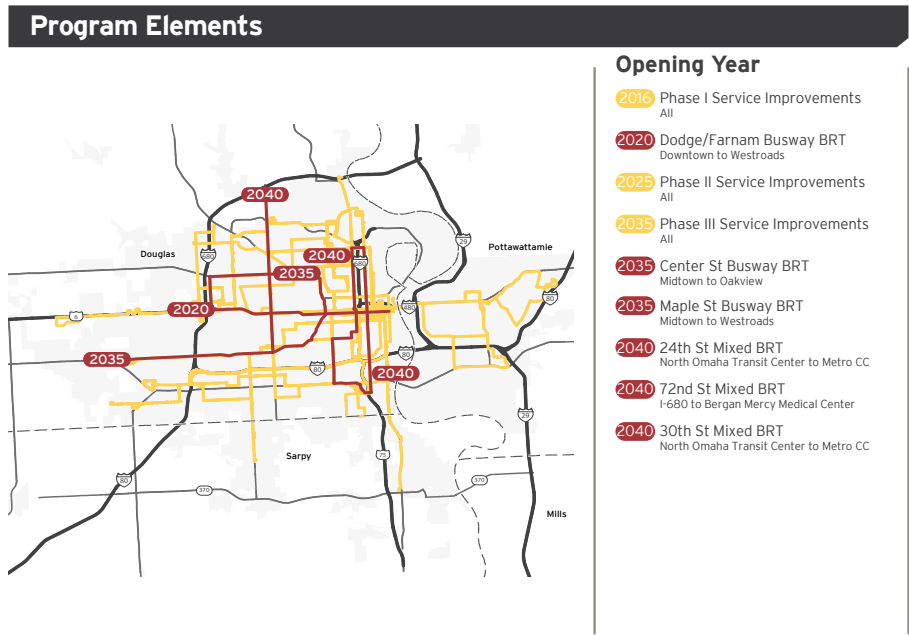 Program Elements
Opening Year
2016 Phase I Service Improvements
All
2020 Dodge/Farnam Busway BRT
Downtown to Westroads
2025 Phase II Service Improvements
All
2035 Phase III Service Improvements
All
2035 Center St Busway BRT
Midtown to Oakview
2035 Maple St Busway BRT
Midtown to Westroads
2040 24th St Mixed BRT
North Omaha Transit Center to Metro CC
2040 72nd St Mixed BRT
I-680 to Bergan Mercy Medical Center
2040 30th St Mixed BRT
North Omaha Transit Center to Metro CC
2040
29
Pottawattamie
Douglas
680
2040
680
2035
80
480
2020
6
80
2035
80
2040
29
Sarpy
75
80
370
370
Mills